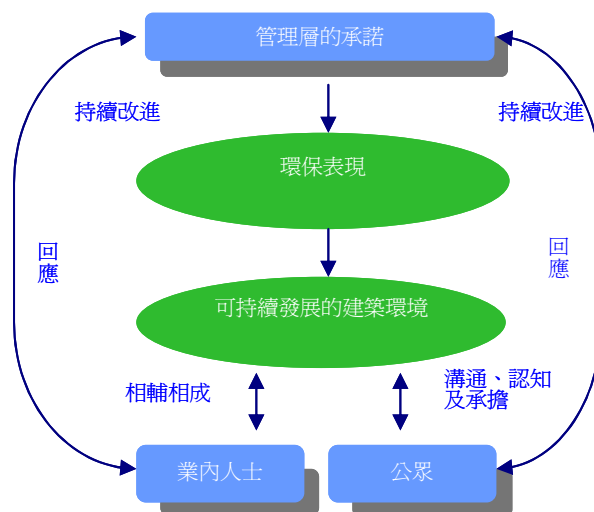 管理層的承諾
持續改進
持續改進
環保表現
回
應
回
應
可持續發展的建築環境
相輔相成
溝通、認知
及承擔
業內人士
公眾